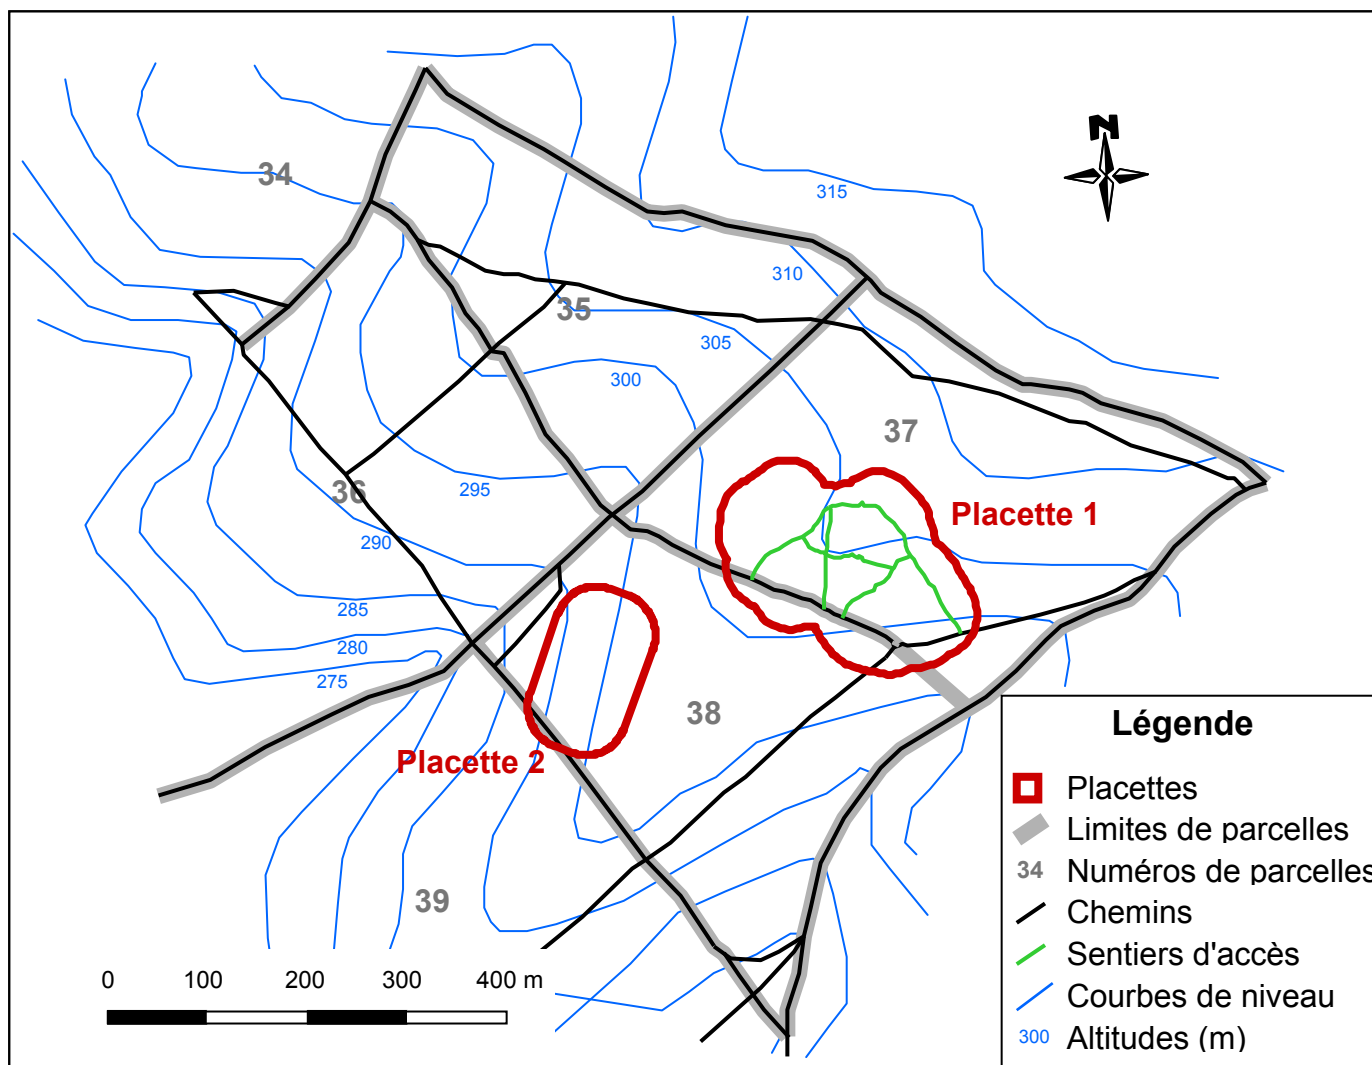 N
34
315
310
35
305
300
37
295
36
Placette 1
290
285
280
275
38
Placette 2
39
0 100 200 300 400 m
Légende
Placettes
Limites de parcelles
34 Numéros de parcelles
Chemins
Sentiers d'accès
Courbes de niveau
300 Altitudes (m)